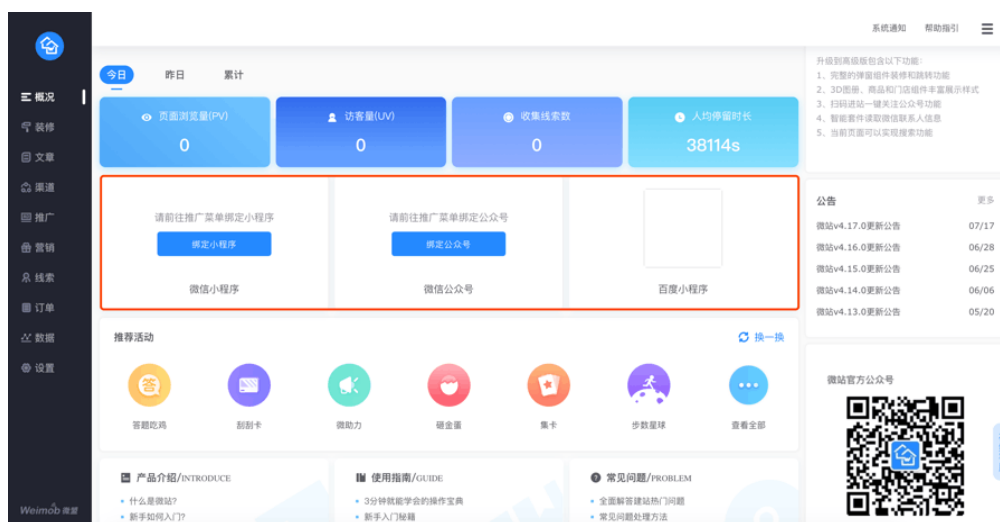 系统通知 帮助指引
概况
装修
文章
渠道
推广
营销
线索
订单
数据
设置
Weimob 微盟
今日 昨日 累计
页面浏览量(PV)
0
访客量(UV)
0
收集线索数
0
人均停留时长
38114s
请前往推广菜单绑定小程序
绑定小程序
微信小程序
请前往推广菜单绑定公众号
绑定公众号
微信公众号
百度小程序
推荐活动 换一换
答
答题吃鸡 刮刮卡 微助力 砸金蛋 集卡 步数星球 查看全部
产品介绍/INTRODUCE
• 什么是微站?
• 新手如何入门?
使用指南/GUIDE
• 3分钟就能学会的操作宝典
• 新手入门秘籍
常见问题/PROBLEM
• 全面解答建站热门问题
• 常见问题处理方法
升级到高级版包含以下功能:
1、完整的弹窗组件装修和跳转功能
2、3D图册、商品和门店组件丰富展示样式
3、扫码进站一键关注公众号功能
4、智能套件读取微信联系人信息
5、当前页面可以实现搜索功能
公告 更多
微站v4.17.0更新公告 07/17
微站v4.16.0更新公告 06/28
微站v4.15.0更新公告 06/25
微站v4.14.0更新公告 06/06
微站v4.13.0更新公告 05/20
微站官方公众号